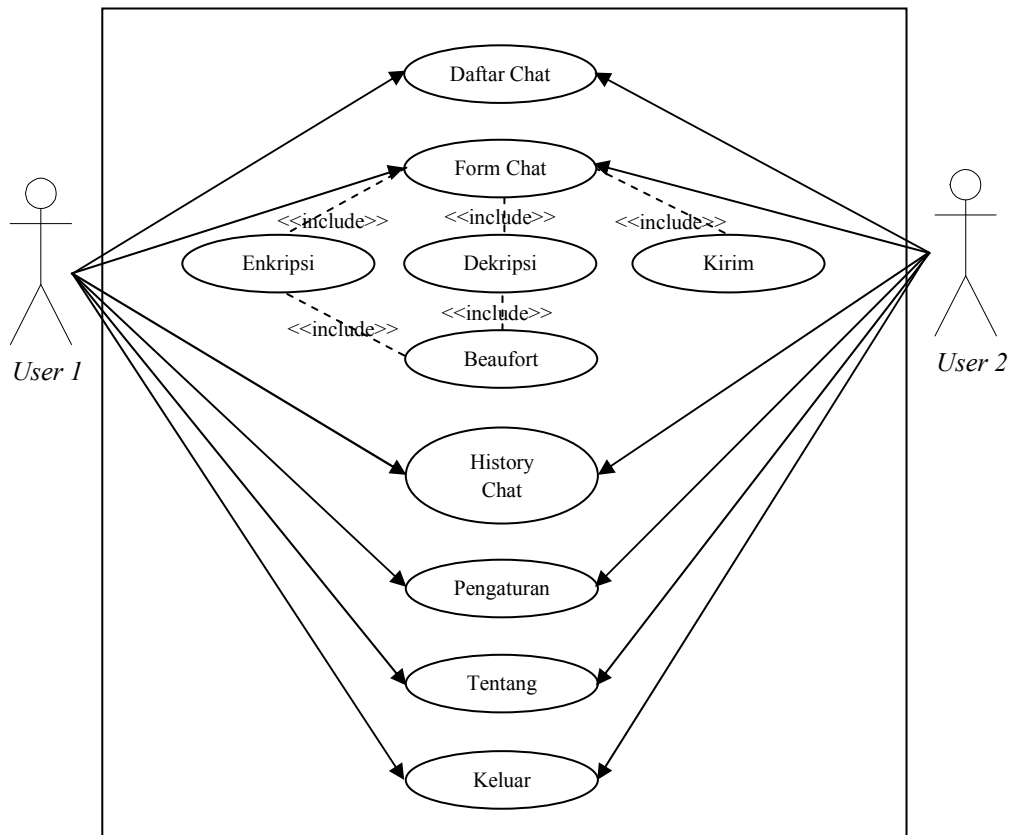 Daftar Chat
Form Chat
<<include>>
<<include>>
<<include>>
Enkripsi
Dekripsi
Kirim
<<include>>
<<include>>
Beaufort
User 1
User 2
History
Chat
Pengaturan
Tentang
Keluar